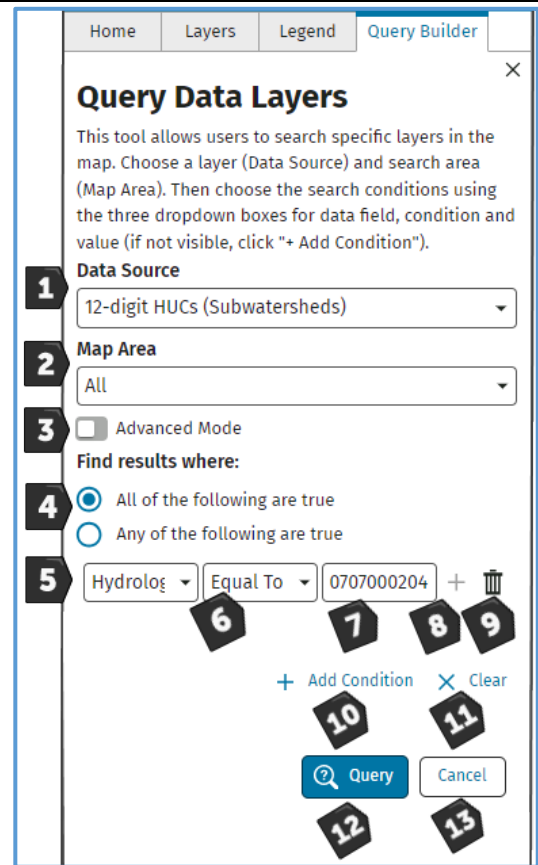 Home Layers Legend Query Builder
Query Data Layers
This tool allows users to search specific layers in the
map. Choose a layer (Data Source) and search area
(Map Area). Then choose the search conditions using
the three dropdown boxes for data field, condition and
value (if not visible, click "+ Add Condition").
Data Source
1
12-digit HUCs (Subwatersheds)
Map Area
2
All
3 Advanced Mode
Find results where:
4 All of the following are true
Any of the following are true
5 Hydrolog Equal To 0707000204
6 7 8 9
+ Add Condition Clear
10 11
Query Cancel
12 13